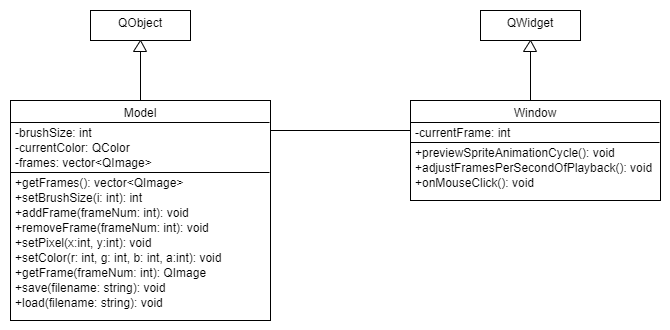 QObject
QWidget
Model
-brushSize: int
-currentColor: QColor
-frames: vector<QImage>
+getFrames(): vector<QImage>
+setBrushSize(i: int): int
+addFrame(frameNum: int): void
+removeFrame(frameNum: int): void
+setPixel(x:int, y:int): void
+setColor(r: int, g: int, b: int, a:int): void
+getFrame(frameNum: int): QImage
+save(filename: string): void
+load(filename: string): void
Window
-currentFrame: int
+previewSpriteAnimationCycle(): void
+adjustFramesPerSecondOfPlayback(): void
+onMouseClick(): void